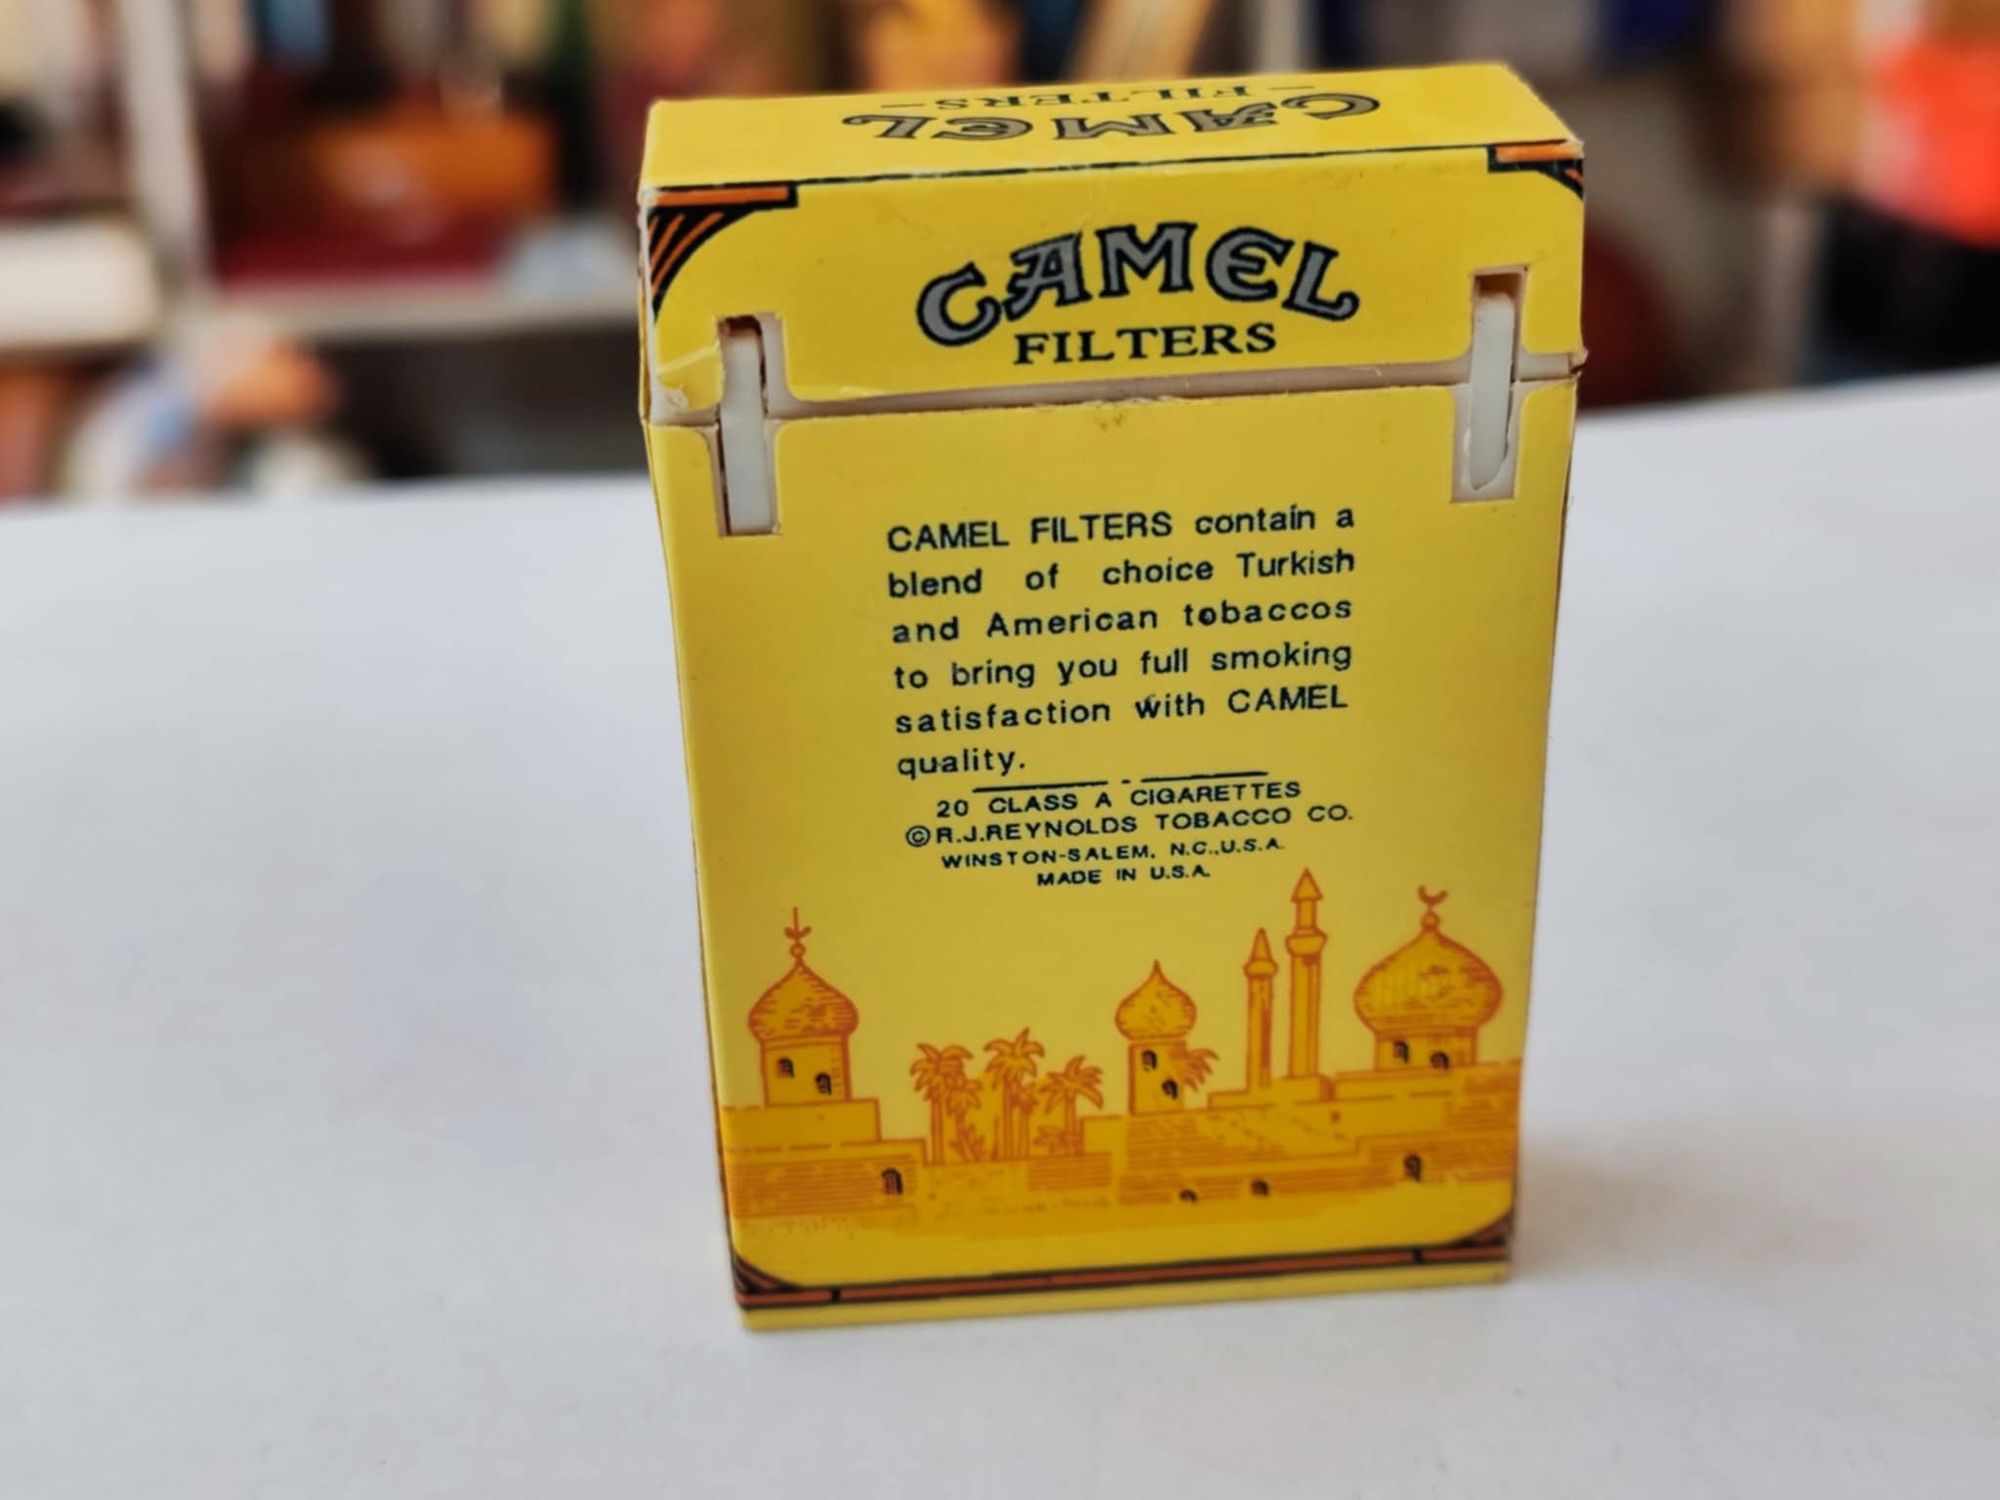 CAMEL
-FILTERS-
CAMEL
FILTERS
CAMEL FILTERS contain a
blend of choice Turkish
and American tobaccos
to bring you full smoking
satisfaction with CAMEL
quality.
20 CLASS A CIGARETTES
©R.J.REYNOLDS TOBACCO CO.
WINSTON-SALEM, N.C.,U.S.A.
MADE IN U.S.A.